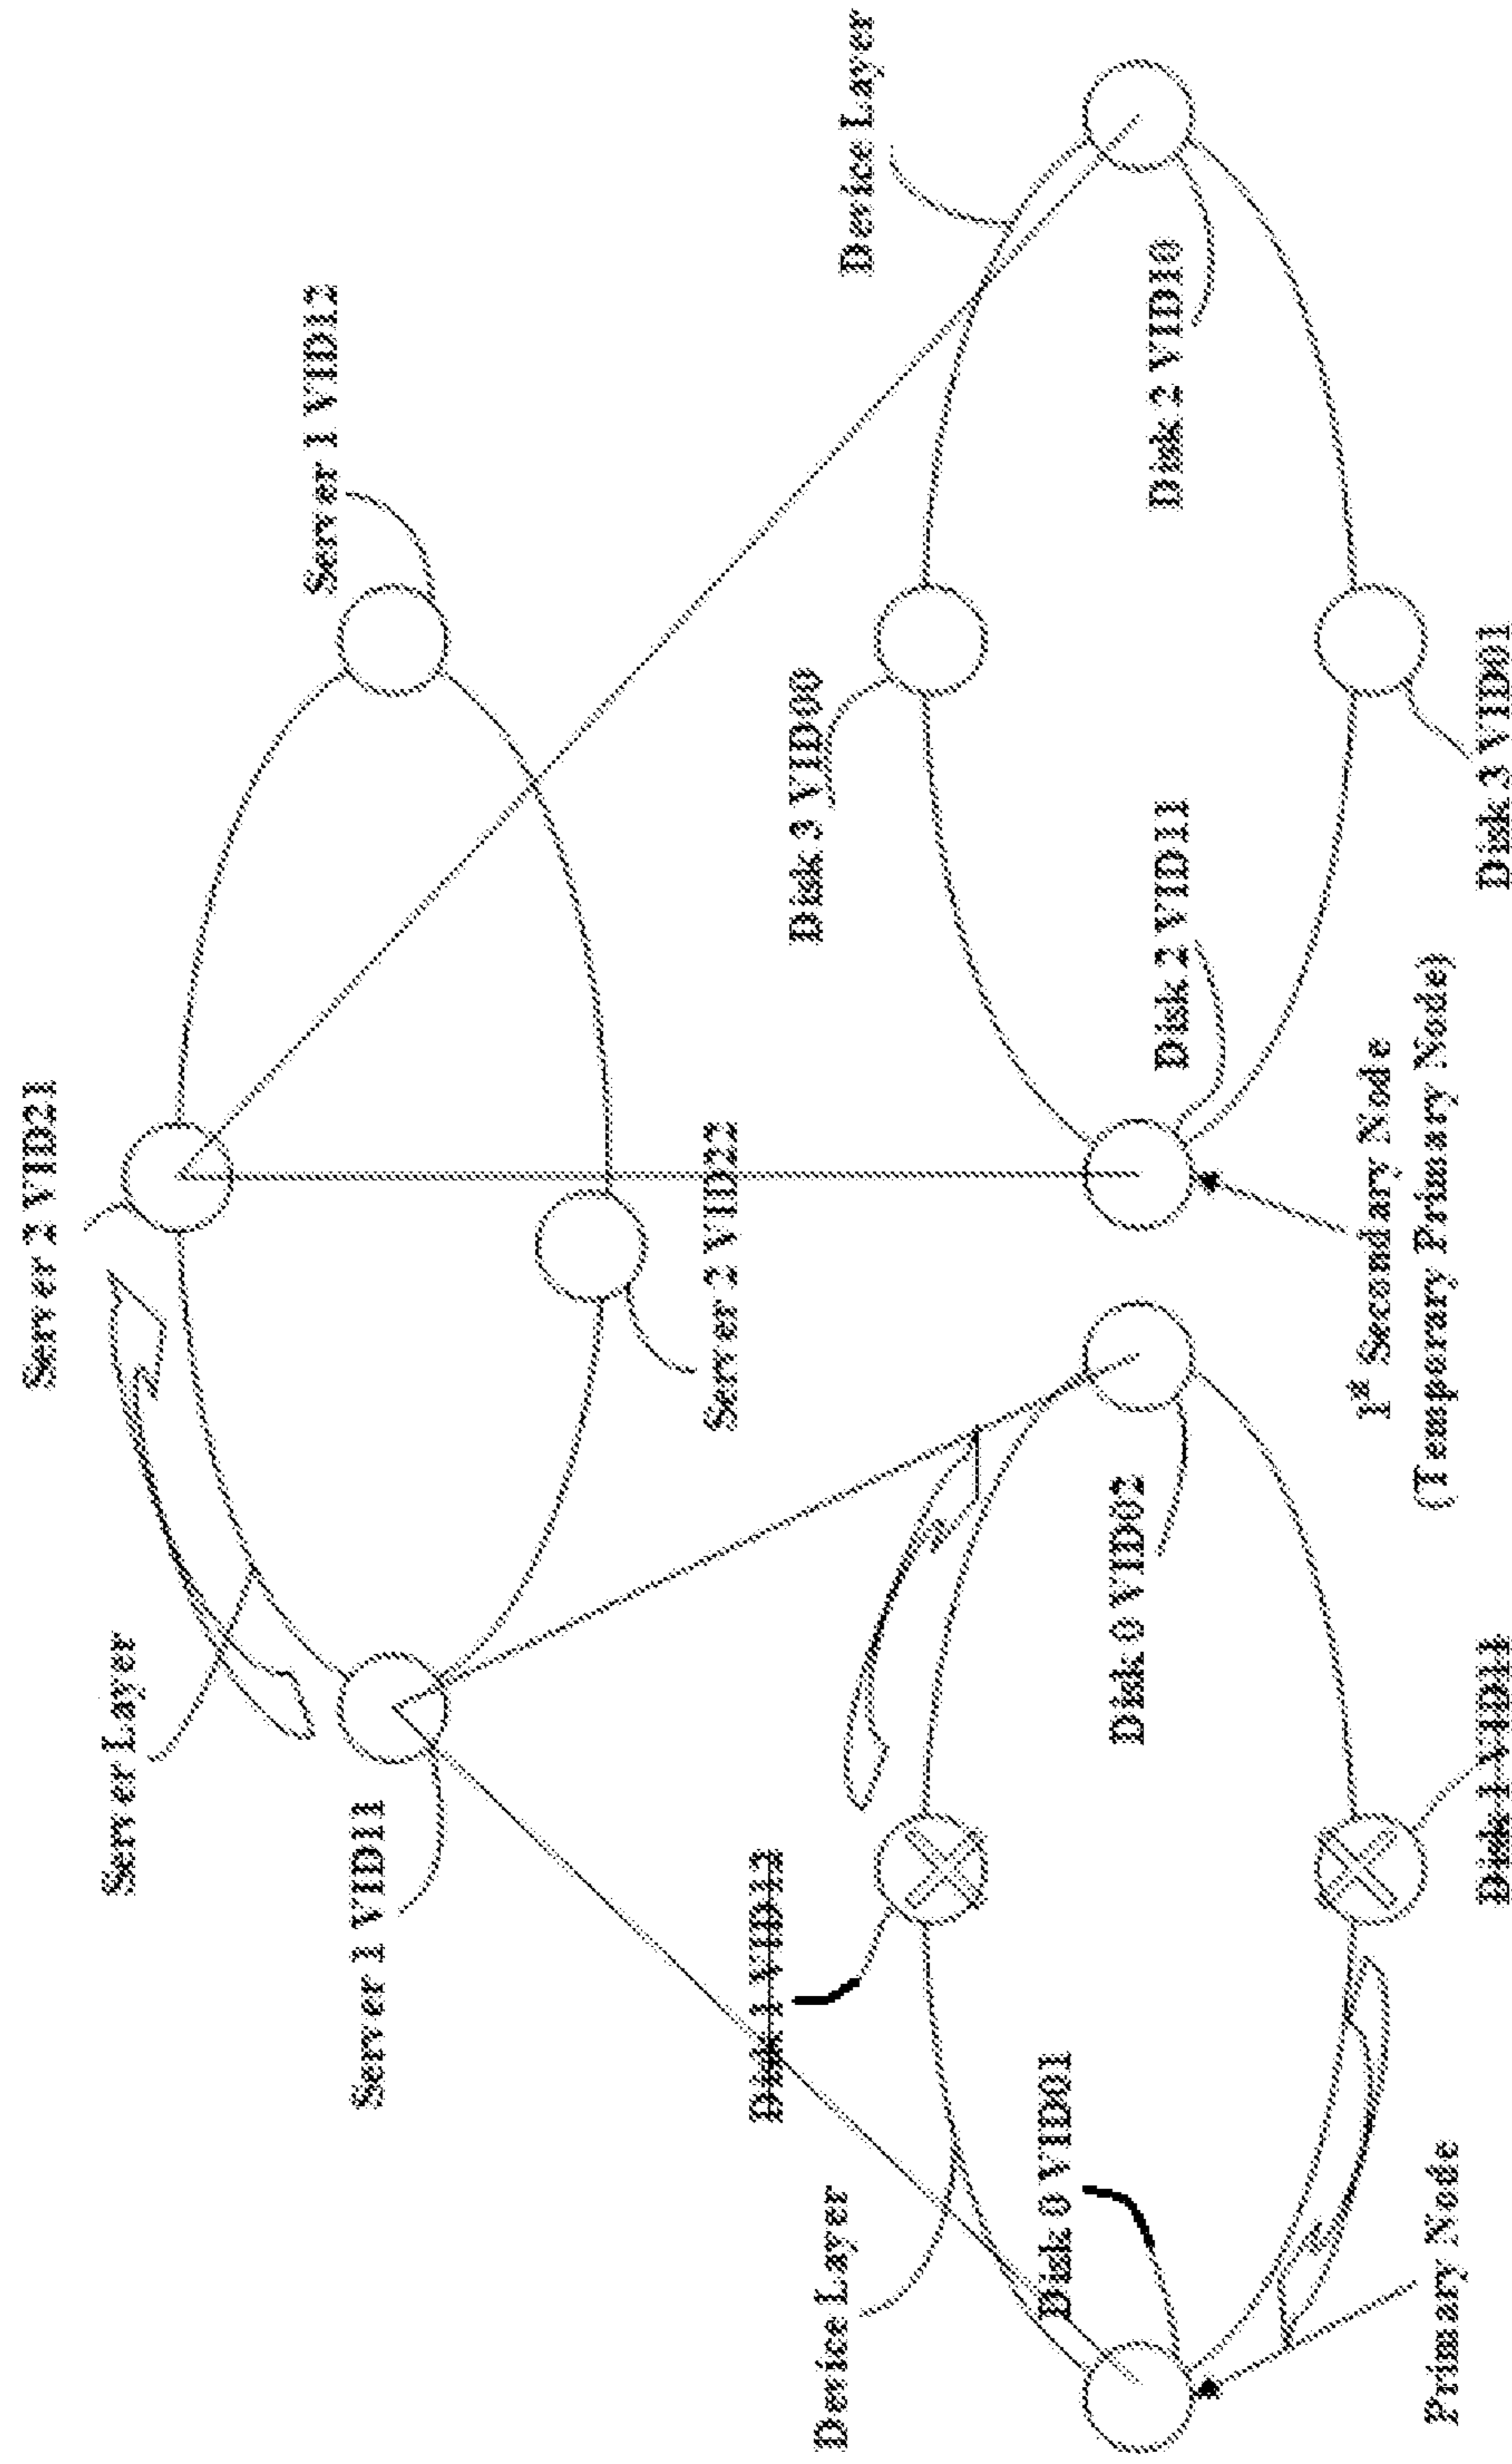 Server 2 VID21
Server Layer
Server 1 VID12
Server 1 VID11
Server 2 VID22
Disk 1 VID12
Disk 3 VID00
Device Layer
Device Layer
Disk 0 VID01
Disk 0 VID02
Disk 2 VID11
Disk 2 VID10
Primary Node
1st Secondary Node
(Temporary Primary Node)
Disk 1 VID11
Disk 3 VID01